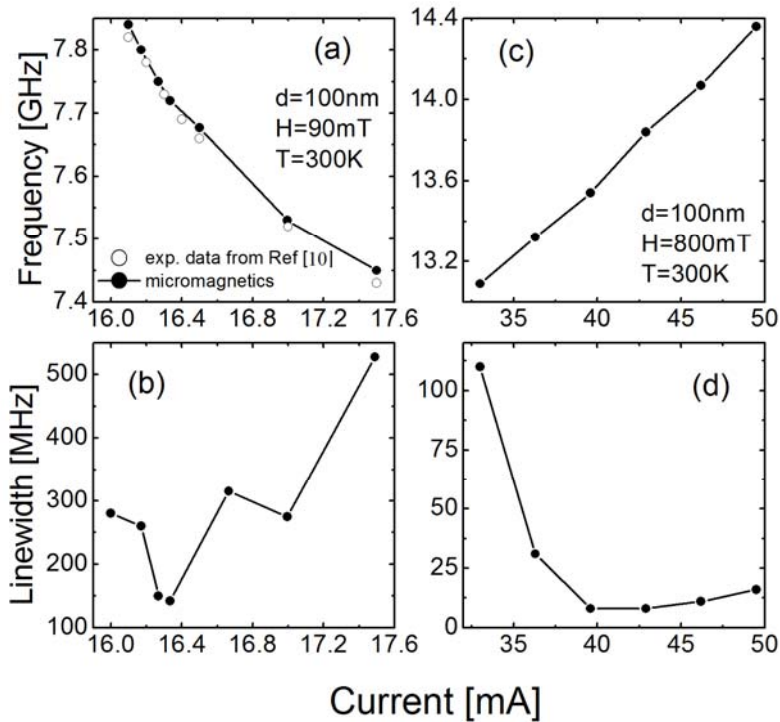 Frequency [GHz]
7.8
7.7
7.6
7.5
7.4
(a)
d=100nm
H=90mT
T=300K
exp. data from Ref [10]
micromagnetics
16.0 16.4 16.8 17.2 17.6
14.4
14.0
13.6
13.2
(c)
d=100nm
H=800mT
T=300K
35 40 45 50
Linewidth [MHz]
500
400
300
200
100
(b)
16.0 16.4 16.8 17.2 17.6
100
75
50
25
0
(d)
35 40 45 50
Current [mA]